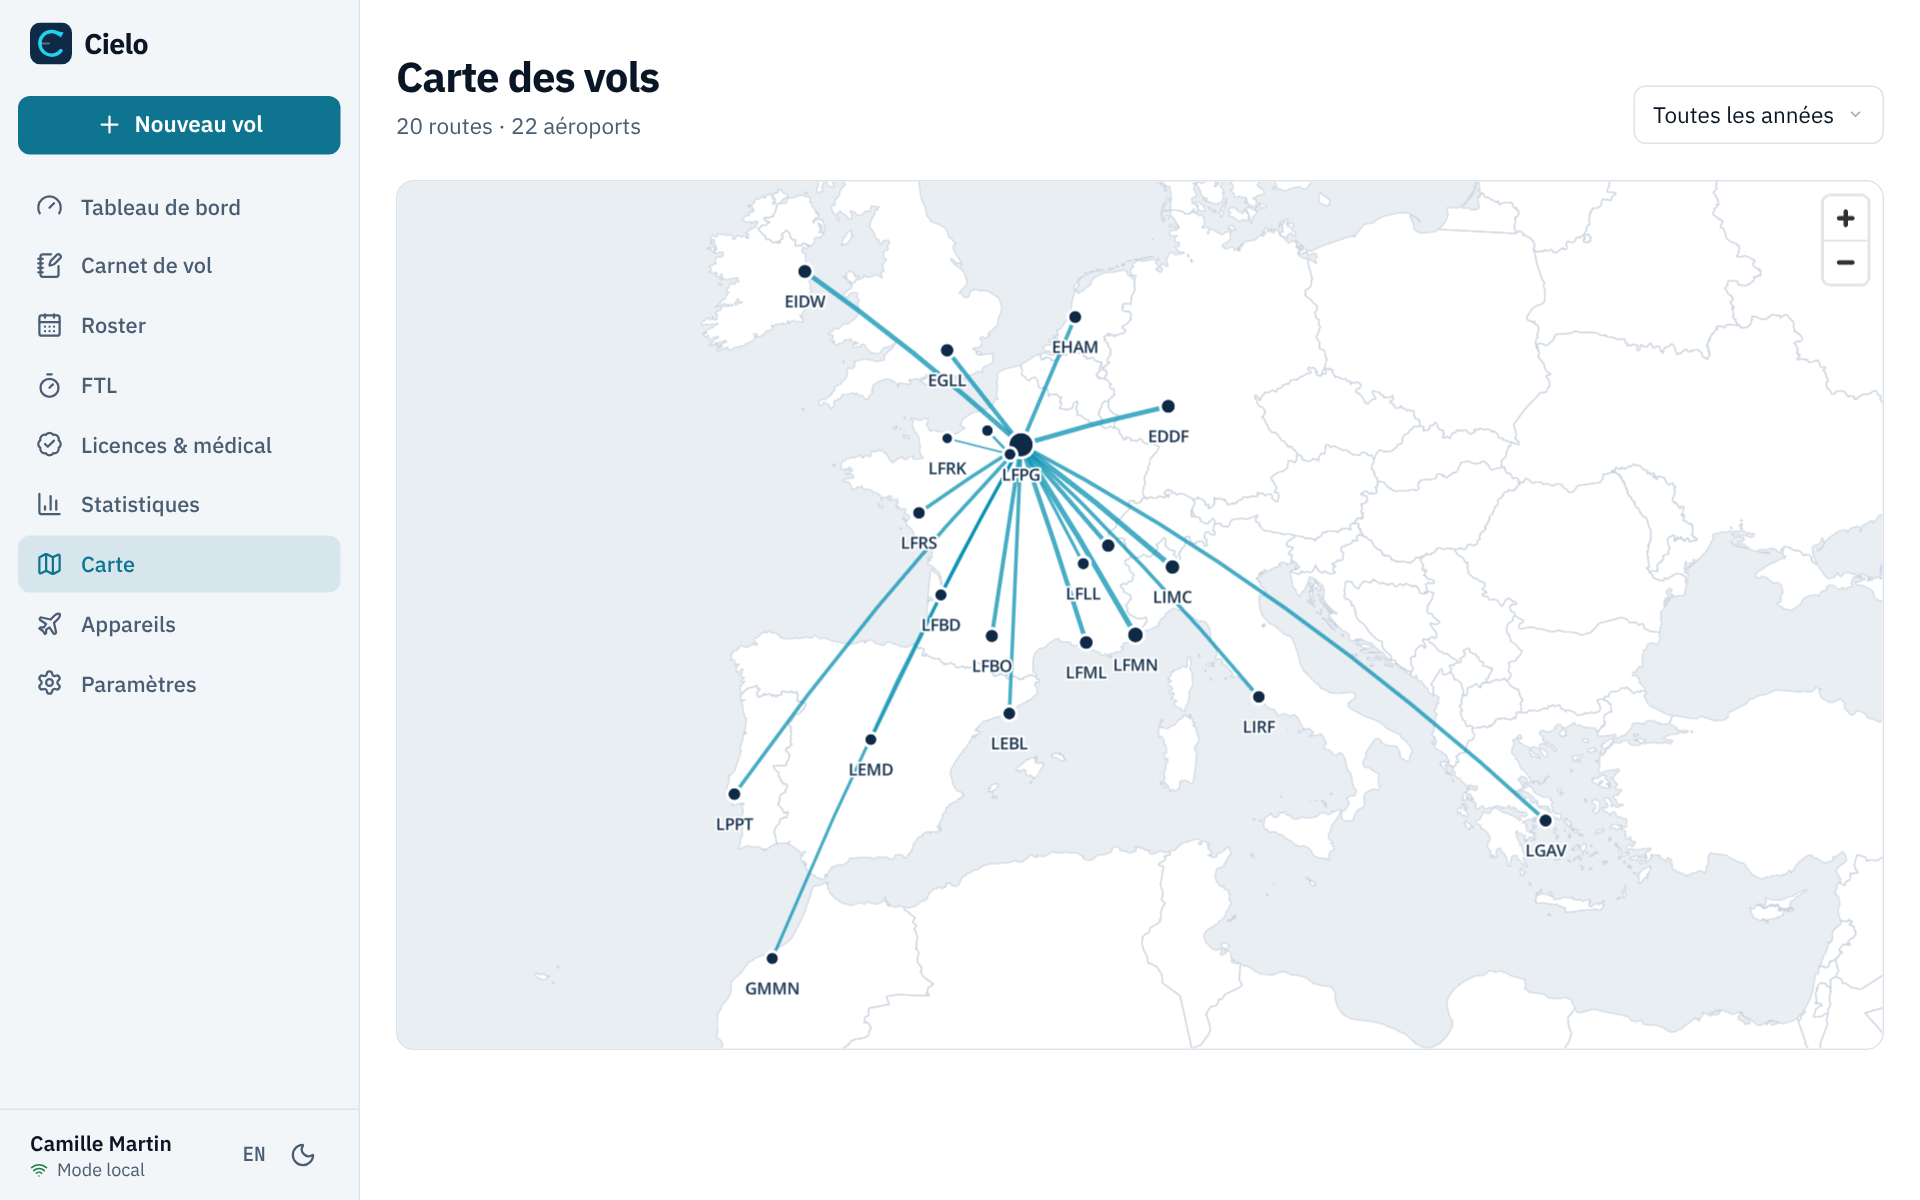 Cielo
Nouveau vol
Tableau de bord
Carnet de vol
Roster
FTL
Licences & médical
Statistiques
Carte
Appareils
Paramètres
Camille Martin
Mode local
EN
Carte des vols
20 routes · 22 aéroports
Toutes les années
EIDW
EHAM
EGLL
EDDF
LFRK
LFPG
LFRS
LFLL
LIMC
LFBD
LFBO
LFML
LFMN
LIRF
LEBL
LEMD
LPPT
LGAV
GMMN